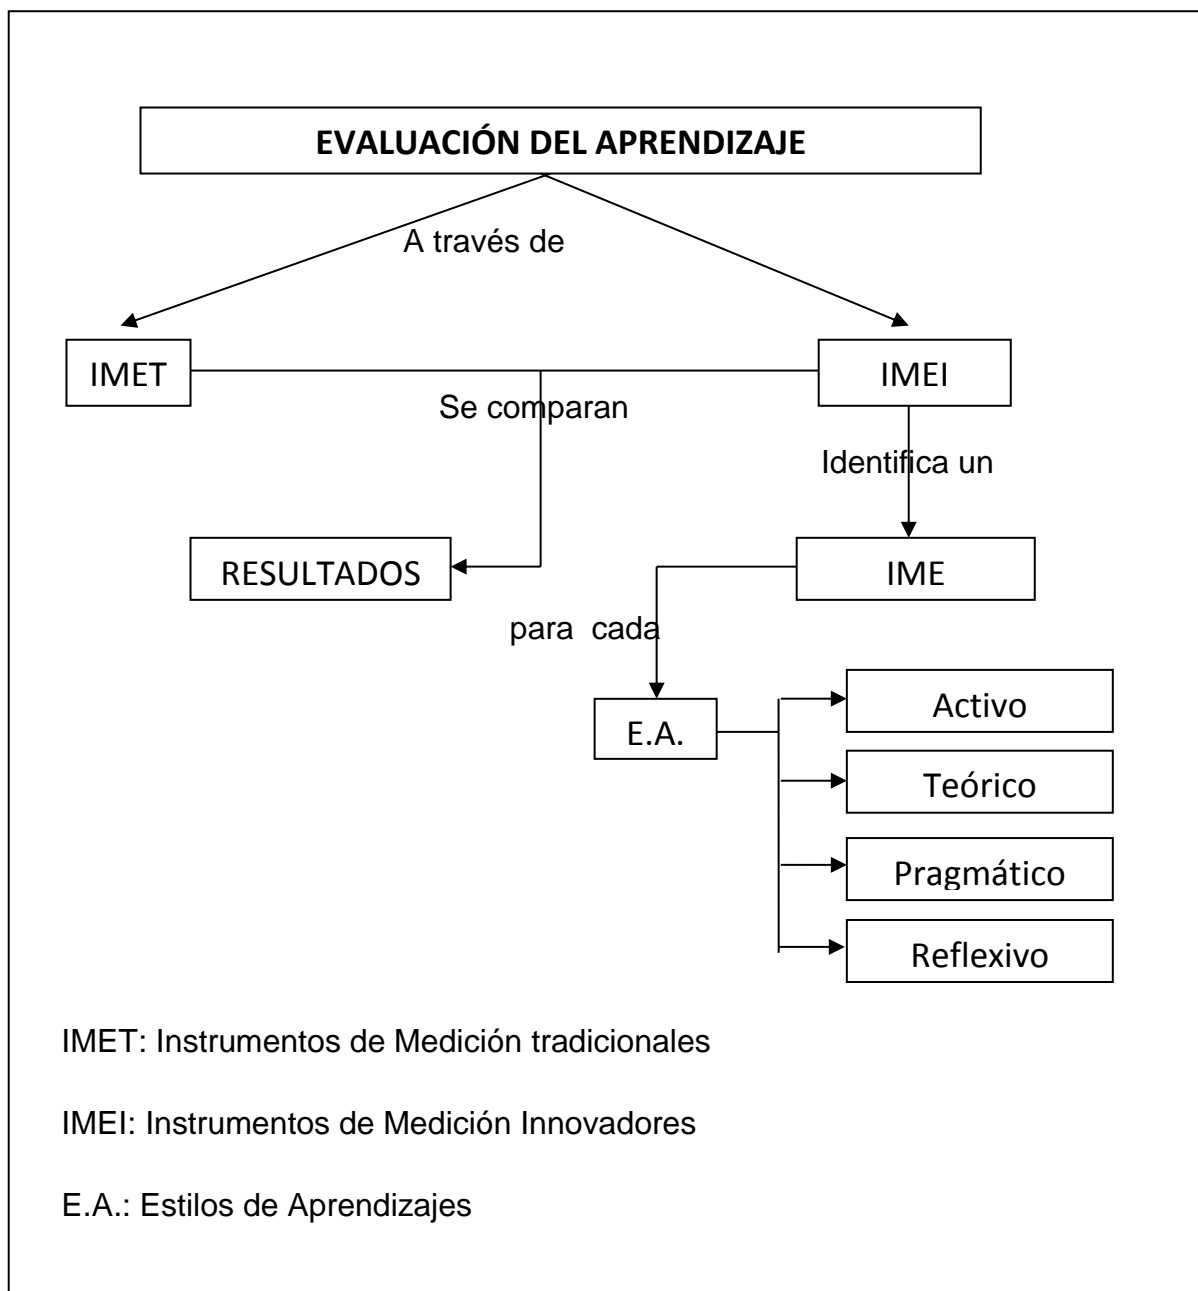 EVALUACIÓN DEL APRENDIZAJE
A través de
IMET
IMEI
Se comparan
Identifica un
RESULTADOS
IME
para cada
E.A.
Activo
Teórico
Pragmático
Reflexivo
IMET: Instrumentos de Medición tradicionales
IMEI: Instrumentos de Medición Innovadores
E.A.: Estilos de Aprendizajes